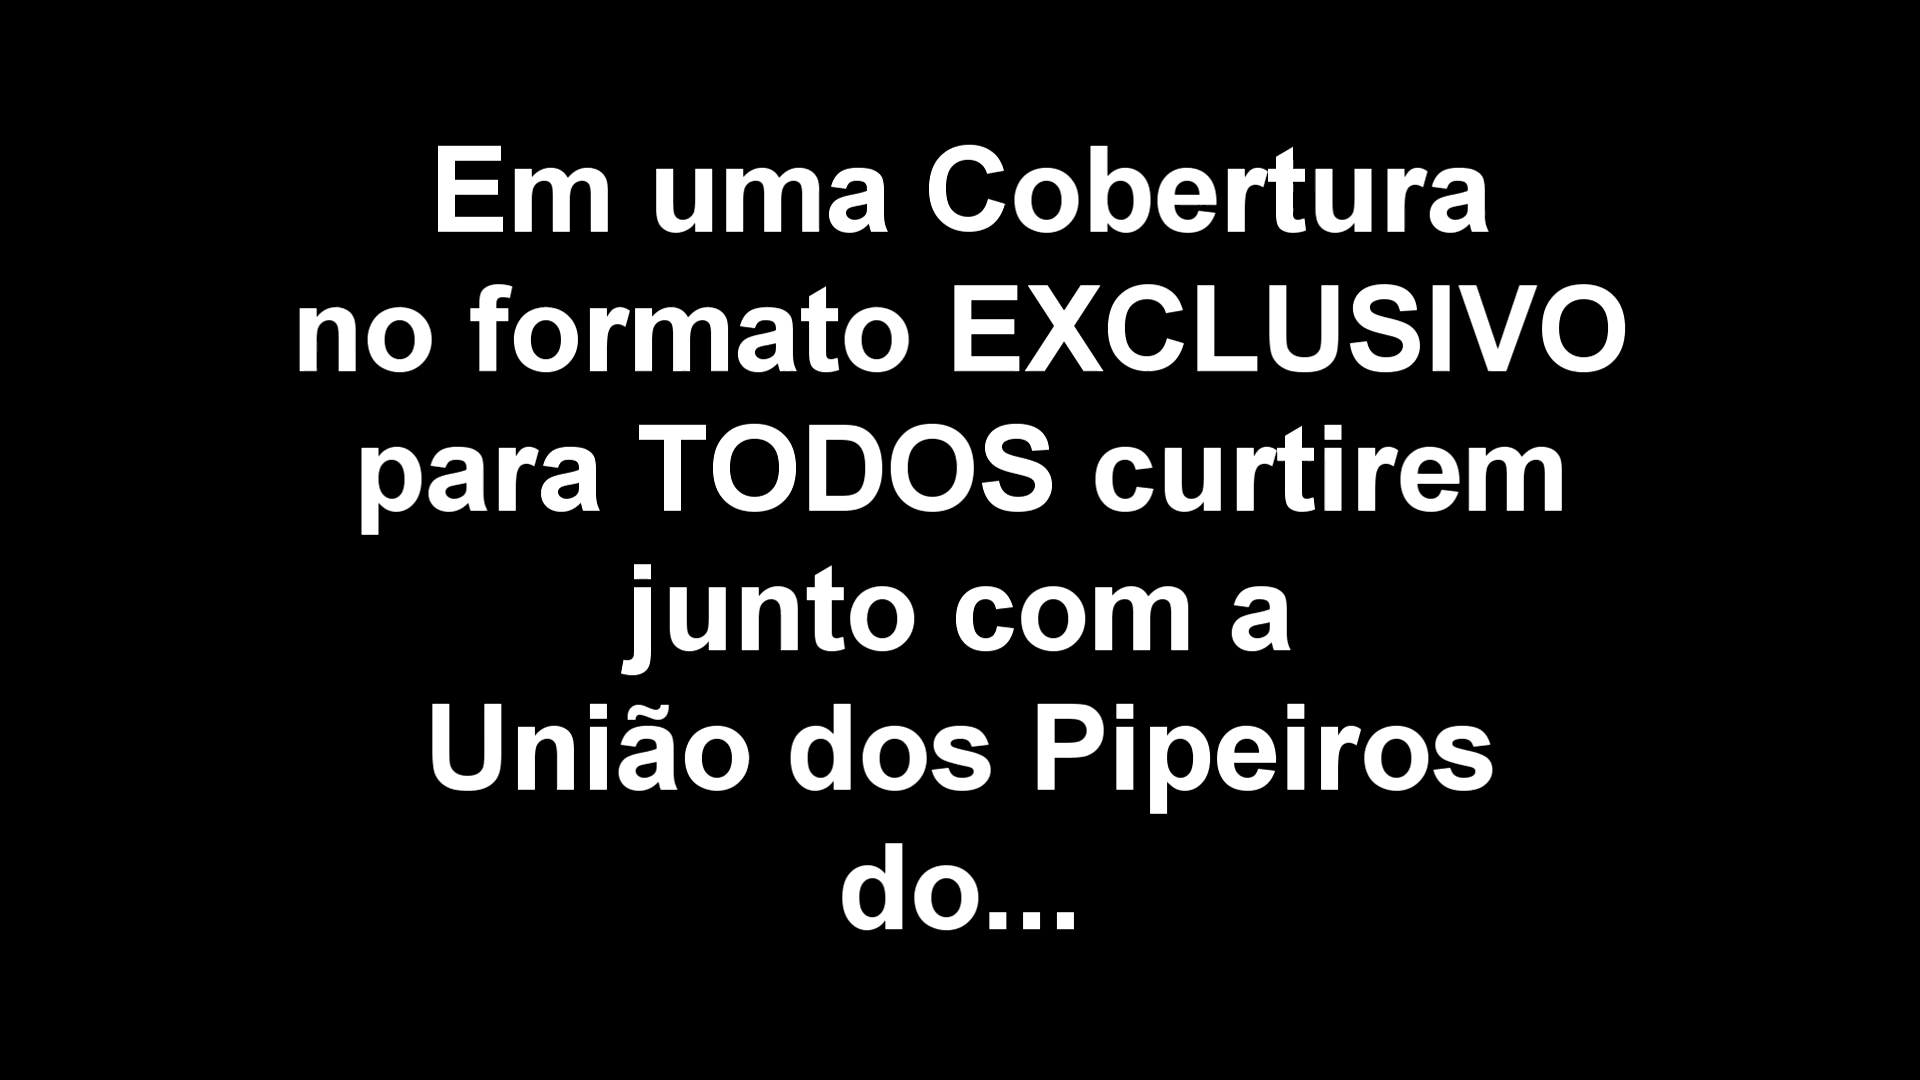 Em uma Cobertura
no formato EXCLUSIVO
para TODOS curtirem
junto com a
União dos Pipeiros
do...